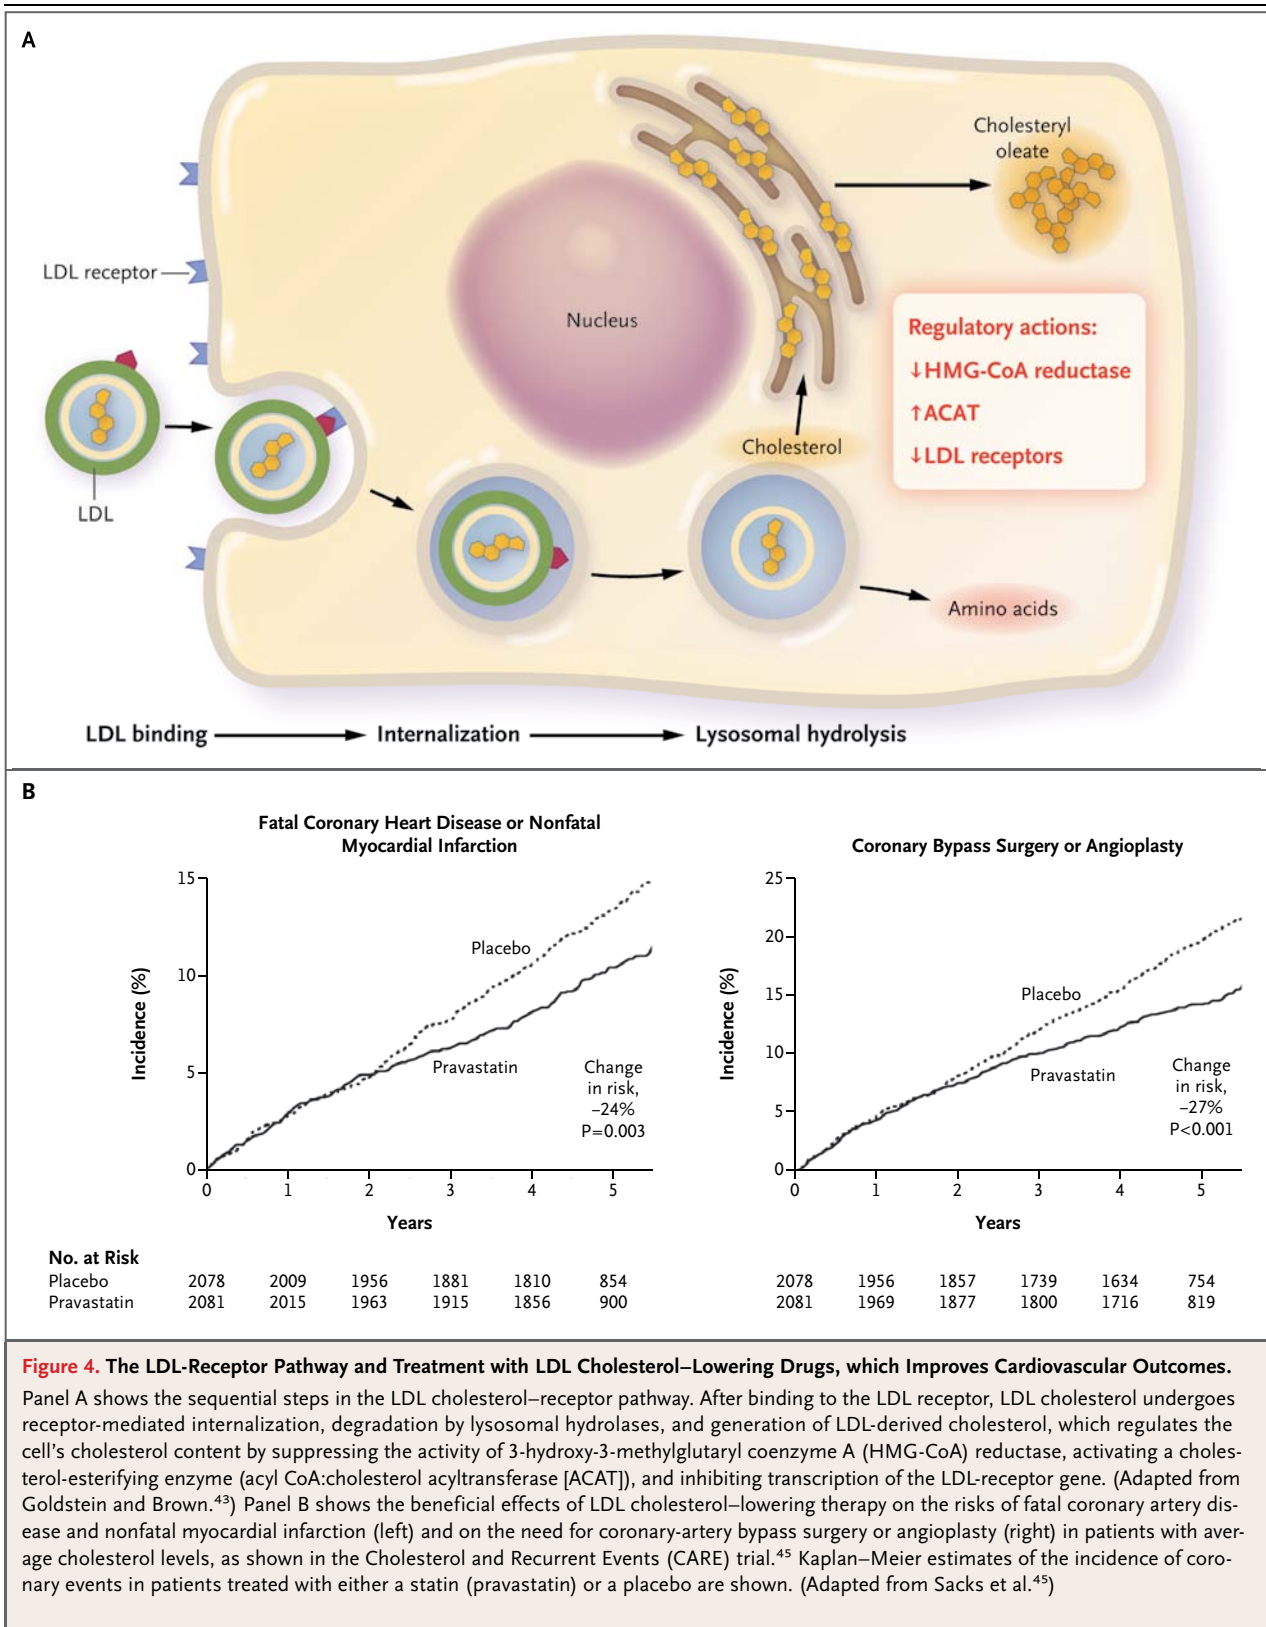 A
Cholesteryl
oleate
LDL receptor
Nucleus
Regulatory actions:
↓HMG-CoA reductase
↑ACAT
↓LDL receptors
Cholesterol
LDL
Amino acids
LDL binding
Internalization
Lysosomal hydrolysis
B
Fatal Coronary Heart Disease or Nonfatal
Myocardial Infarction
15
10
5
0
Incidence (%)
Placebo
Pravastatin
Change
in risk,
–24%
P=0.003
0 1 2 3 4 5
Years
Coronary Bypass Surgery or Angioplasty
25
20
15
10
5
0
Incidence (%)
Placebo
Pravastatin
Change
in risk,
–27%
P<0.001
0 1 2 3 4 5
Years
No. at Risk
Placebo 2078 2009 1956 1881 1810 854 2078 1956 1857 1739 1634 754
Pravastatin 2081 2015 1963 1915 1856 900 2081 1969 1877 1800 1716 819
Figure 4. The LDL-Receptor Pathway and Treatment with LDL Cholesterol–Lowering Drugs, which Improves Cardiovascular Outcomes.
Panel A shows the sequential steps in the LDL cholesterol–receptor pathway. After binding to the LDL receptor, LDL cholesterol undergoes
receptor-mediated internalization, degradation by lysosomal hydrolases, and generation of LDL-derived cholesterol, which regulates the
cell's cholesterol content by suppressing the activity of 3-hydroxy-3-methylglutaryl coenzyme A (HMG-CoA) reductase, activating a choles-
terol-esterifying enzyme (acyl CoA:cholesterol acyltransferase [ACAT]), and inhibiting transcription of the LDL-receptor gene. (Adapted from
Goldstein and Brown.⁴³) Panel B shows the beneficial effects of LDL cholesterol–lowering therapy on the risks of fatal coronary artery dis-
ease and nonfatal myocardial infarction (left) and on the need for coronary-artery bypass surgery or angioplasty (right) in patients with aver-
age cholesterol levels, as shown in the Cholesterol and Recurrent Events (CARE) trial.⁴⁵ Kaplan–Meier estimates of the incidence of coro-
nary events in patients treated with either a statin (pravastatin) or a placebo are shown. (Adapted from Sacks et al.⁴⁵)